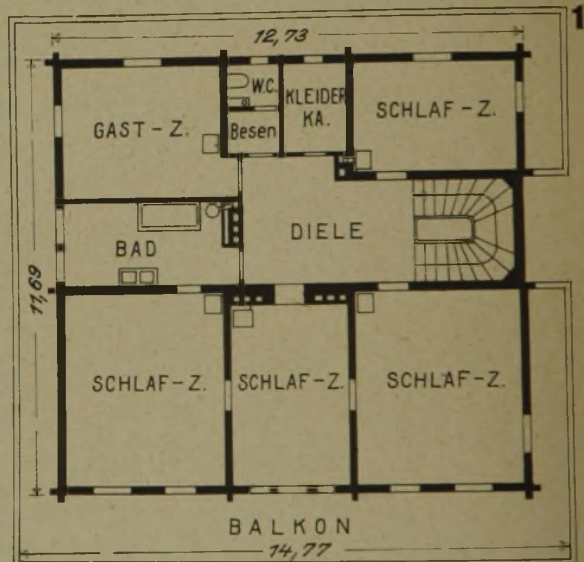 1
12,73
W.C.
GAST-Z.
Besen
KLEIDER
KA.
SCHLAF-Z.
BAD
DIELE
11,69
SCHLAF-Z.
SCHLAF-Z.
SCHLAF-Z.
BALKON
14,77